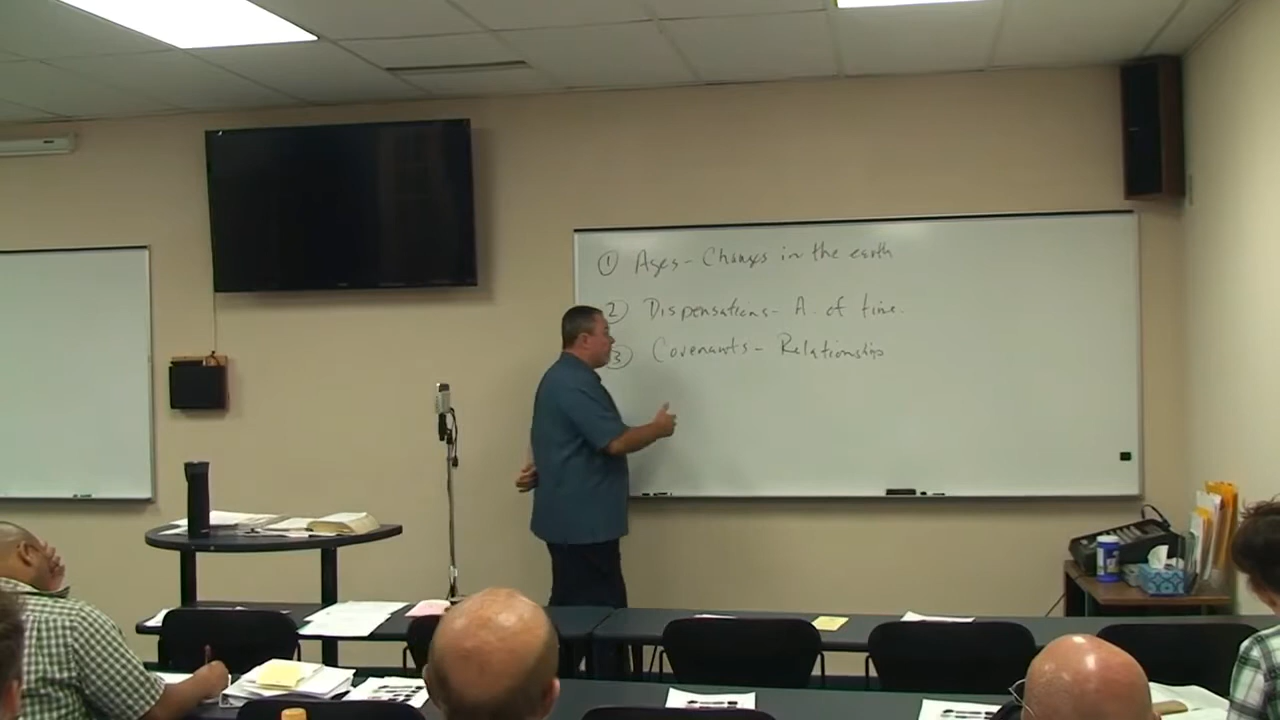 ① Ages - Changes in the earth
② Dispensations - A. of time.
③ Covenants - Relationship